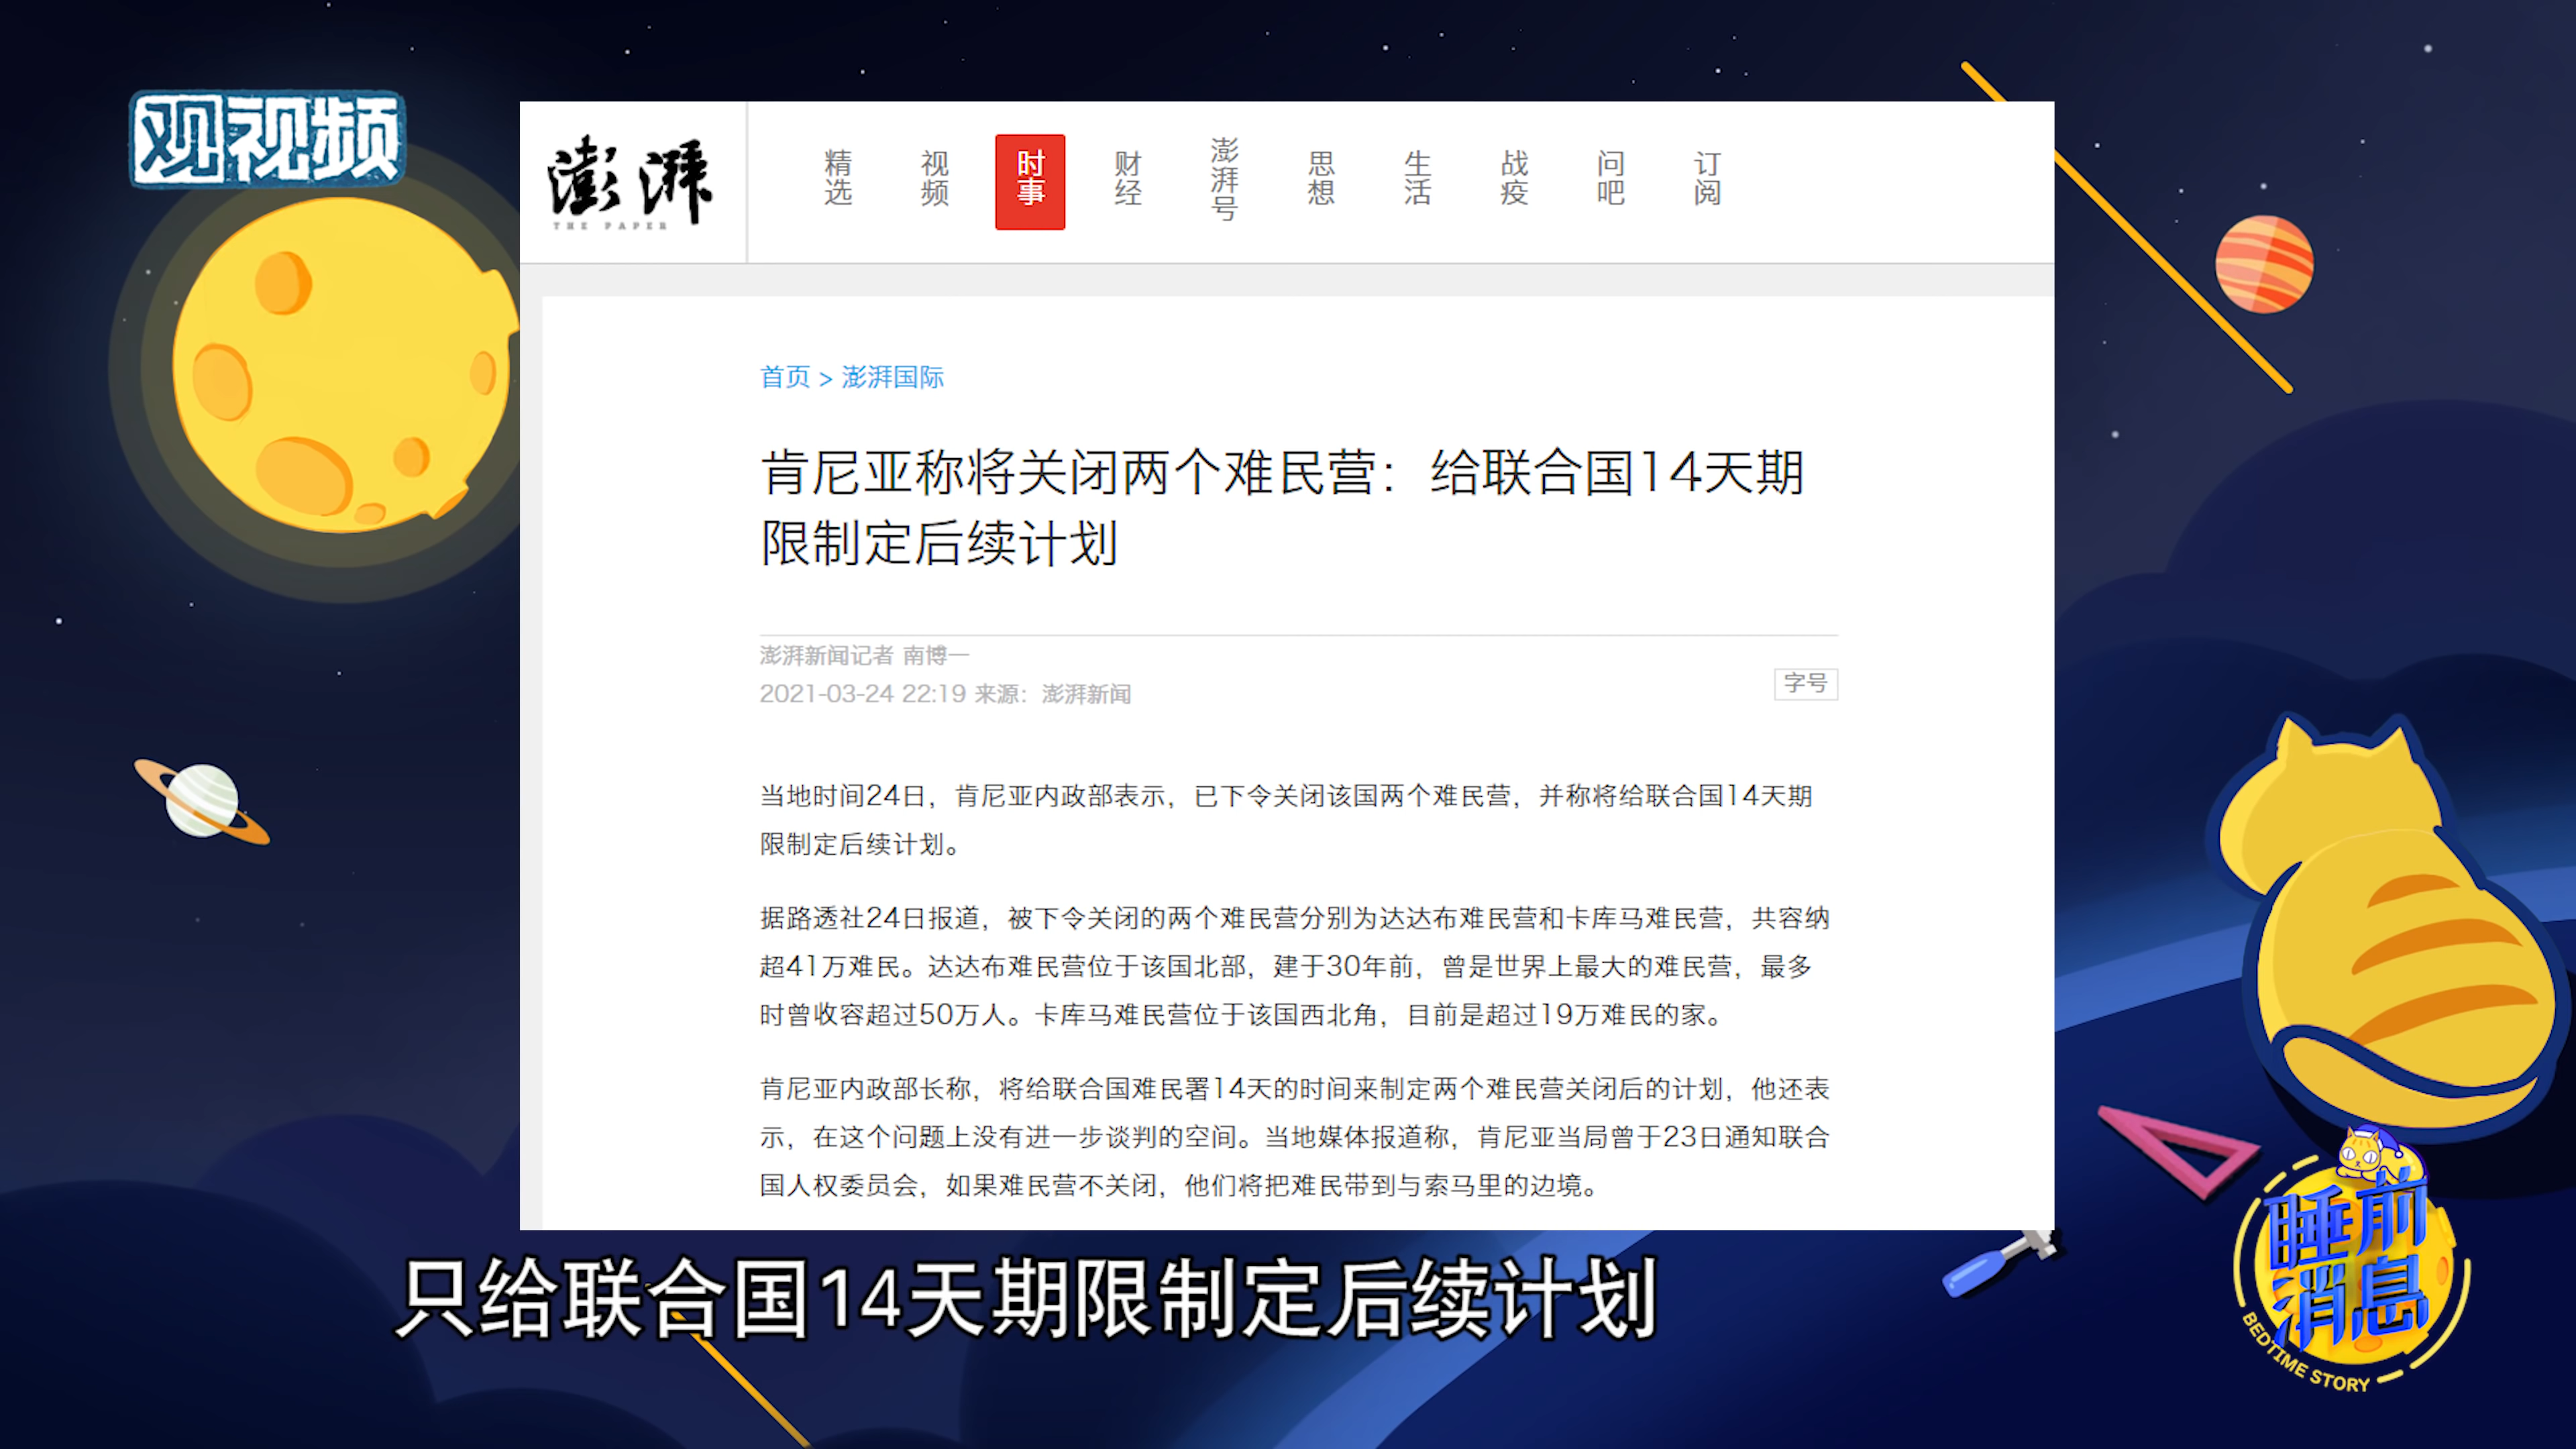 观视频
澎湃
THE PAPER
精选
视频
时事
财经
澎湃号
思想
生活
战疫
问吧
订阅
首页 > 澎湃国际
肯尼亚称将关闭两个难民营：给联合国14天期
限制定后续计划
澎湃新闻记者 南博一
2021-03-24 22:19 来源：澎湃新闻
字号
当地时间24日，肯尼亚内政部表示，已下令关闭该国两个难民营，并称将给联合国14天期
限制定后续计划。
据路透社24日报道，被下令关闭的两个难民营分别为达达布难民营和卡库马难民营，共容纳
超41万难民。达达布难民营位于该国北部，建于30年前，曾是世界上最大的难民营，最多
时曾收容超过50万人。卡库马难民营位于该国西北角，目前是超过19万难民的家。
肯尼亚内政部长称，将给联合国难民署14天的时间来制定两个难民营关闭后的计划，他还表
示，在这个问题上没有进一步谈判的空间。当地媒体报道称，肯尼亚当局曾于23日通知联合
国人权委员会，如果难民营不关闭，他们将把难民带到与索马里的边境。
只给联合国14天期限制定后续计划
睡前
消息
BEDTIME STORY